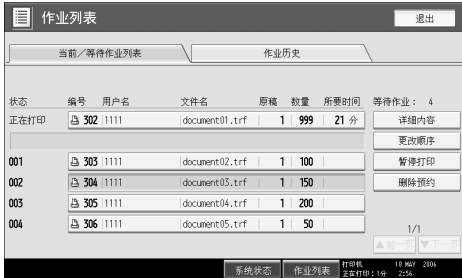 作业列表 退出
当前/等待作业列表 作业历史
状态 编号 用户名 文件名 原稿 数量 所要时间 等待作业： 4
正在打印 302 1111 document01.trf 1 999 21 分 详细内容
更改顺序
001 303 1111 document02.trf 1 100 暂停打印
002 304 1111 document03.trf 1 150 删除预约
003 305 1111 document04.trf 1 200
004 306 1111 document05.trf 1 50 1/1
▲前一页 ▼下一页
系统状态 作业列表 打印机 18 MAY 2006
正在打印：1分 2:56